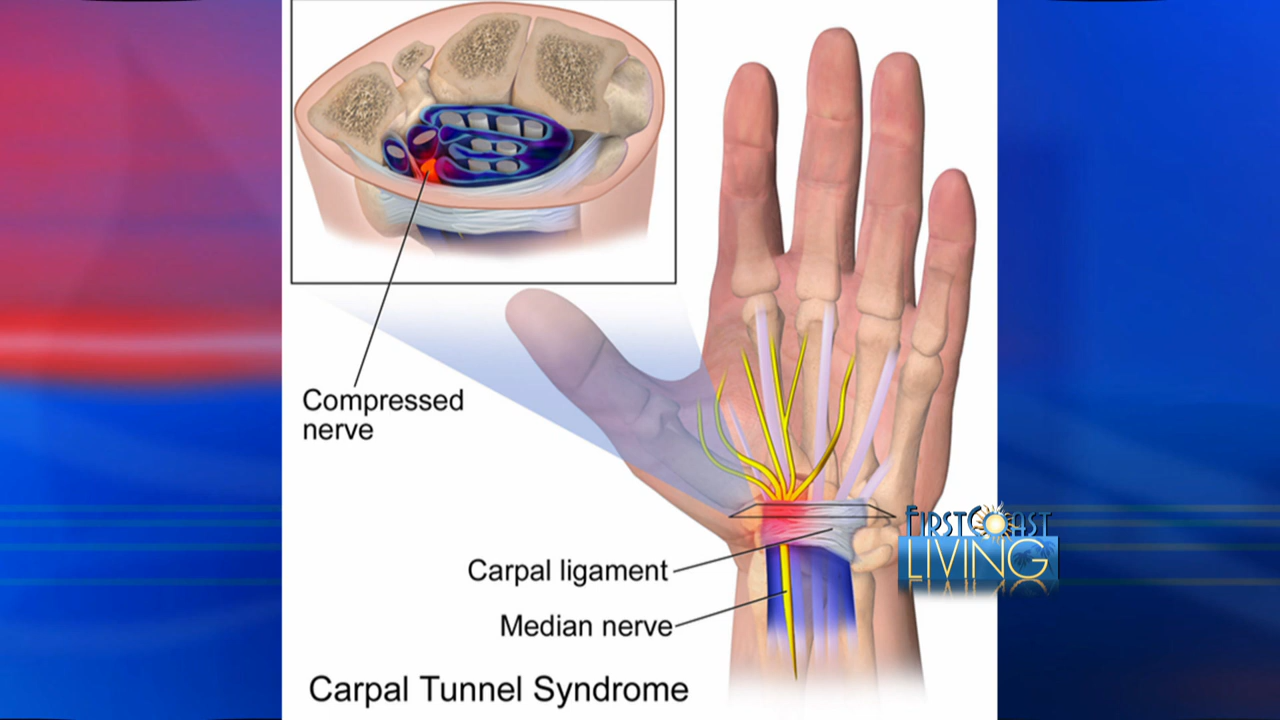 Compressed
nerve
Carpal ligament
Median nerve
Carpal Tunnel Syndrome
FIRST COAST
LIVING